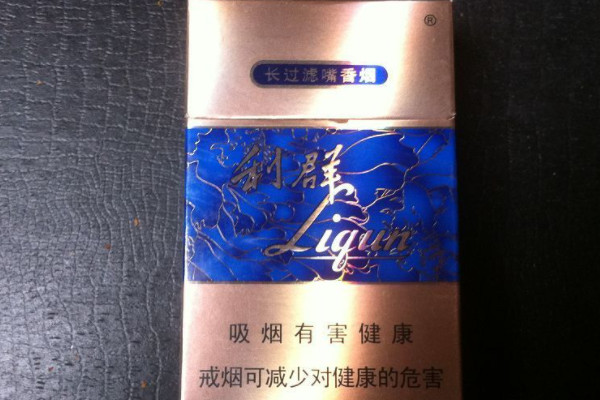 ®
长过滤嘴香烟
利群
Liqun
吸烟有害健康
戒烟可减少对健康的危害